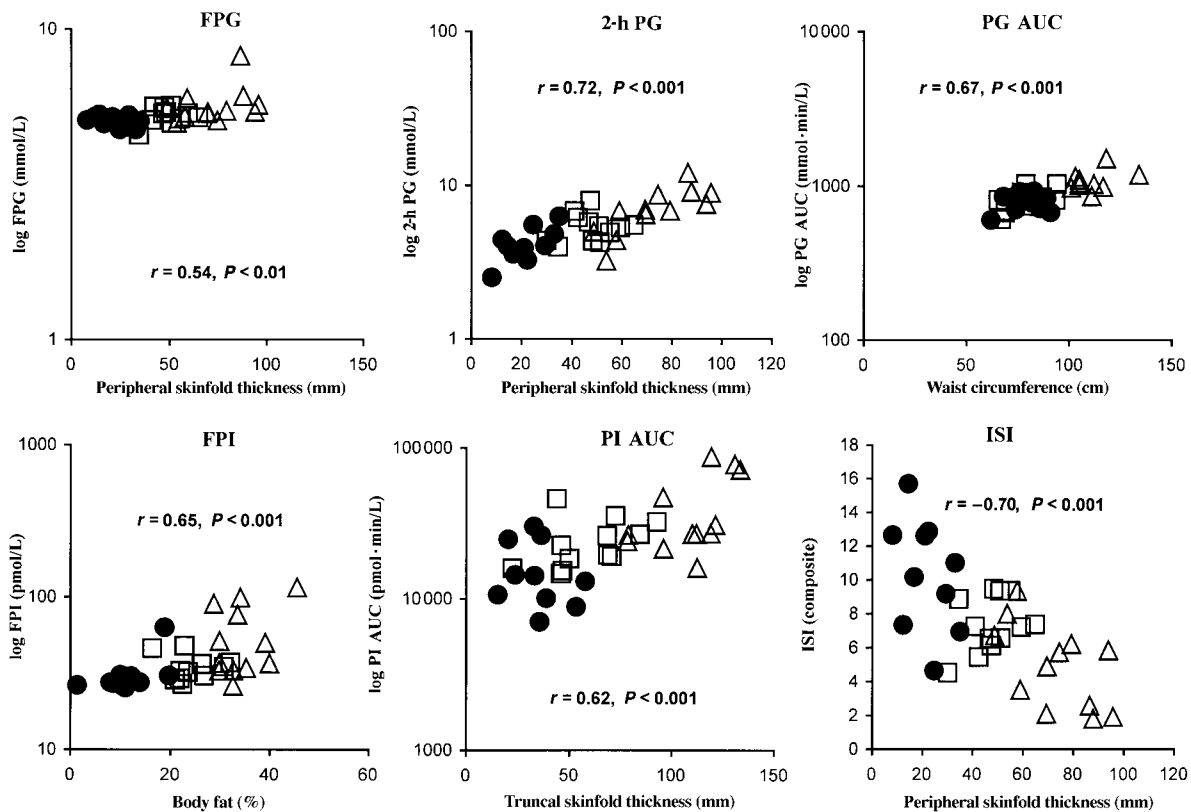 FPG
10
1
log FPG (mmol/L)
r = 0.54, P < 0.01
0 50 100 150
Peripheral skinfold thickness (mm)
2-h PG
100
10
1
log 2-h PG (mmol/L)
r = 0.72, P < 0.001
0 20 40 60 80 100 120
Peripheral skinfold thickness (mm)
PG AUC
10000
1000
100
log PG AUC (mmol·min/L)
r = 0.67, P < 0.001
0 50 100 150
Waist circumference (cm)
FPI
1000
100
10
log FPI (pmol/L)
r = 0.65, P < 0.001
0 20 40 60
Body fat (%)
PI AUC
100000
10000
1000
log PI AUC (pmol·min/L)
r = 0.62, P < 0.001
0 50 100 150
Truncal skinfold thickness (mm)
ISI
18
16
14
12
10
8
6
4
2
0
ISI (composite)
r = −0.70, P < 0.001
0 20 40 60 80 100 120
Peripheral skinfold thickness (mm)